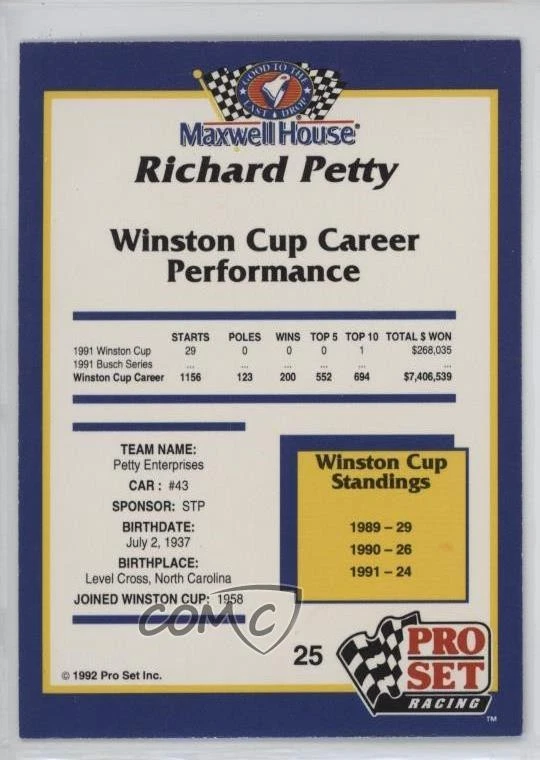 GOOD TO THE
LAST DROP
Maxwell House®
Richard Petty
Winston Cup Career
Performance
STARTS POLES WINS TOP 5 TOP 10 TOTAL $ WON
1991 Winston Cup 29 0 0 0 1 $268,035
1991 Busch Series ... ... ... ... ... ...
Winston Cup Career 1156 123 200 552 694 $7,406,539
TEAM NAME:
Petty Enterprises
CAR : #43
SPONSOR: STP
BIRTHDATE:
July 2, 1937
BIRTHPLACE:
Level Cross, North Carolina
JOINED WINSTON CUP: 1958
Winston Cup
Standings
1989 – 29
1990 – 26
1991 – 24
COMC
25
PRO
SET
RACING
TM
© 1992 Pro Set Inc.